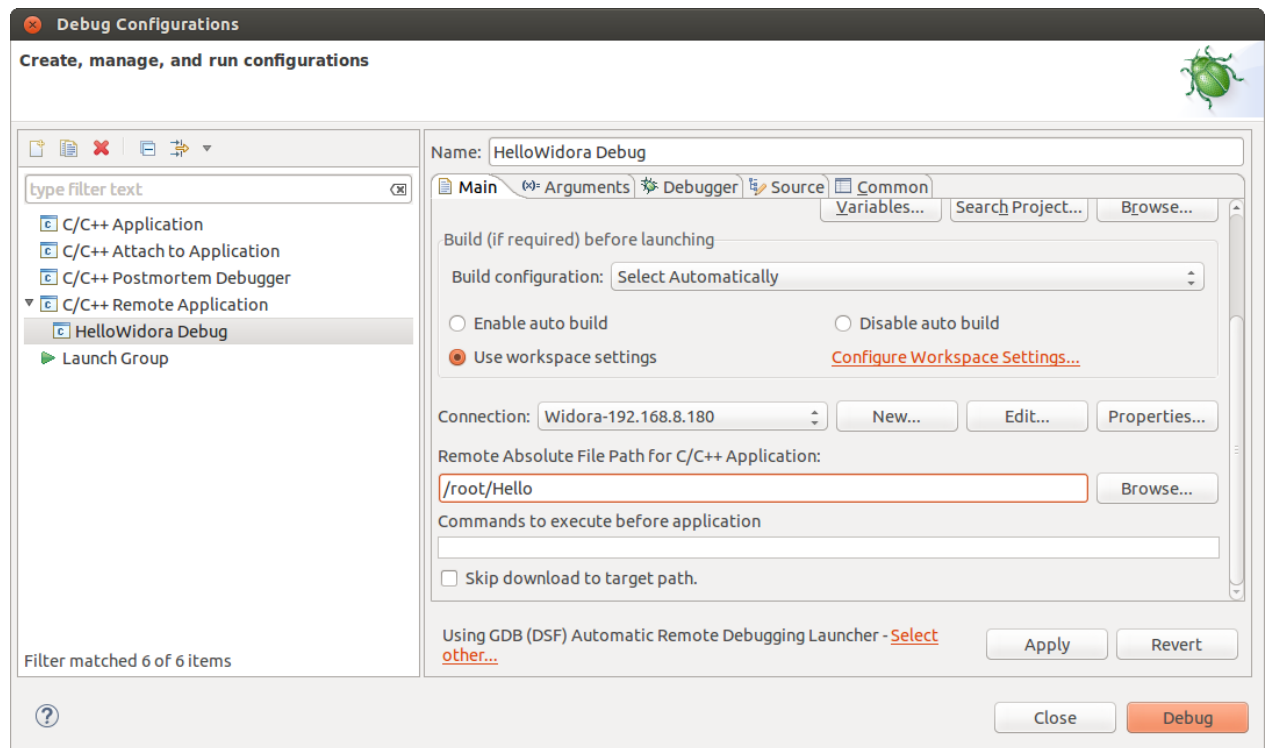 Debug Configurations
Create, manage, and run configurations
type filter text
C/C++ Application
C/C++ Attach to Application
C/C++ Postmortem Debugger
C/C++ Remote Application
HelloWidora Debug
Launch Group
Filter matched 6 of 6 items
Name: HelloWidora Debug
Main (x)= Arguments Debugger Source Common
Variables... Search Project... Browse...
Build (if required) before launching
Build configuration: Select Automatically
Enable auto build Disable auto build
Use workspace settings Configure Workspace Settings...
Connection: Widora-192.168.8.180 New... Edit... Properties...
Remote Absolute File Path for C/C++ Application:
/root/Hello Browse...
Commands to execute before application
Skip download to target path.
Using GDB (DSF) Automatic Remote Debugging Launcher - Select
other...
Apply Revert
Close Debug